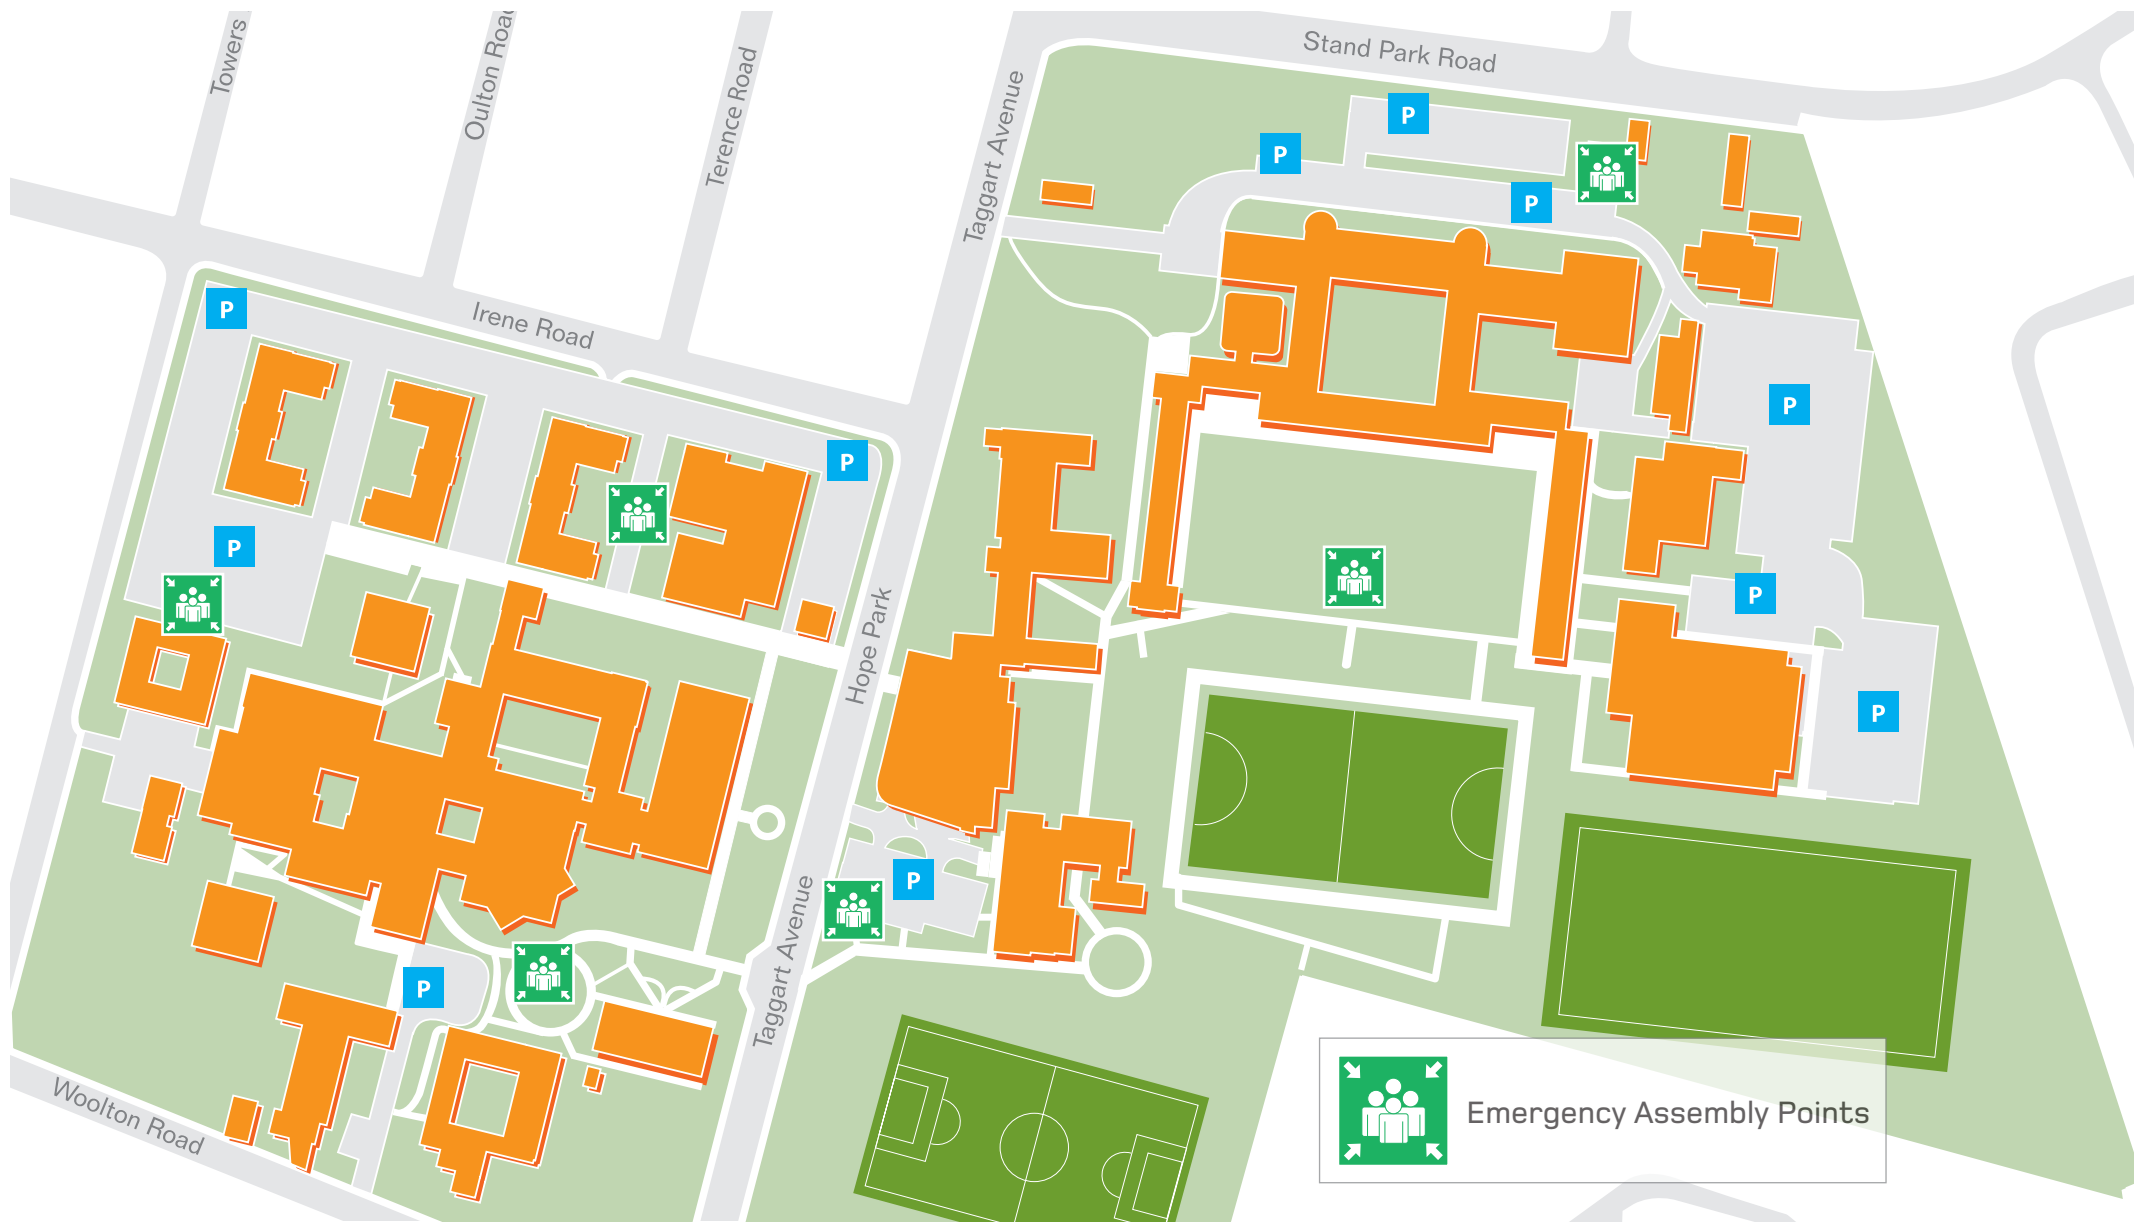 Towers
Oulton Road
Terence Road
Taggart Avenue
Stand Park Road
P
P
P
P
Irene Road
P
P
P
P
P
Hope Park
P
P
Taggart Avenue
P
Woolton Road
Emergency Assembly Points